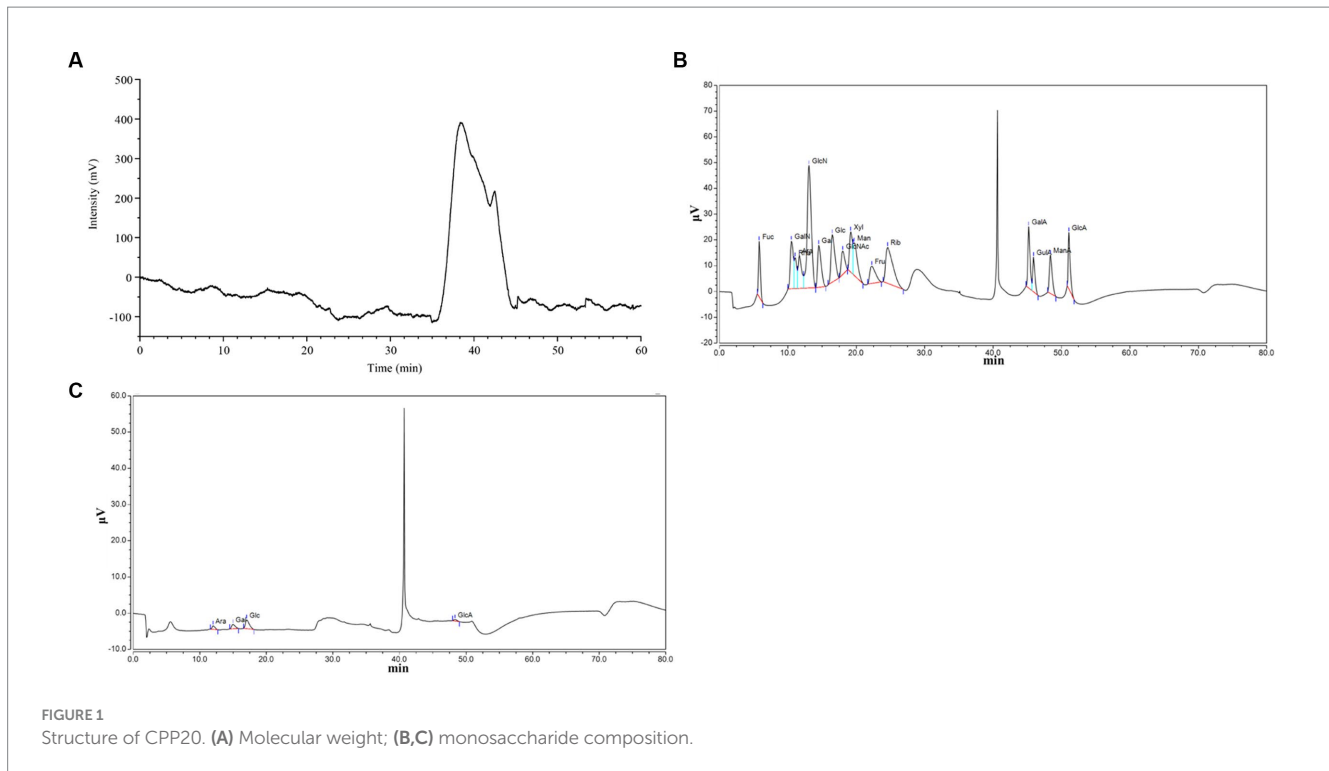 A
500
400
300
200
100
0
-100
Intensity (mV)
0
10
20
30
40
50
60
Time (min)
B
80
70
60
50
40
30
20
10
0
-10
-20
µV
Fuc
GalN
Ara
GlcN
Gal
Glc
Xyl
Man
Fru
Rib
GalA
GulA
ManA
GlcA
0.0
10.0
20.0
30.0
40.0
50.0
60.0
70.0
80.0
min
C
60.0
50.0
40.0
30.0
20.0
10.0
0.0
-10.0
µV
Ara
Gal
Glc
GlcA
0.0
10.0
20.0
30.0
40.0
50.0
60.0
70.0
80.0
min
FIGURE 1
Structure of CPP20. (A) Molecular weight; (B,C) monosaccharide composition.